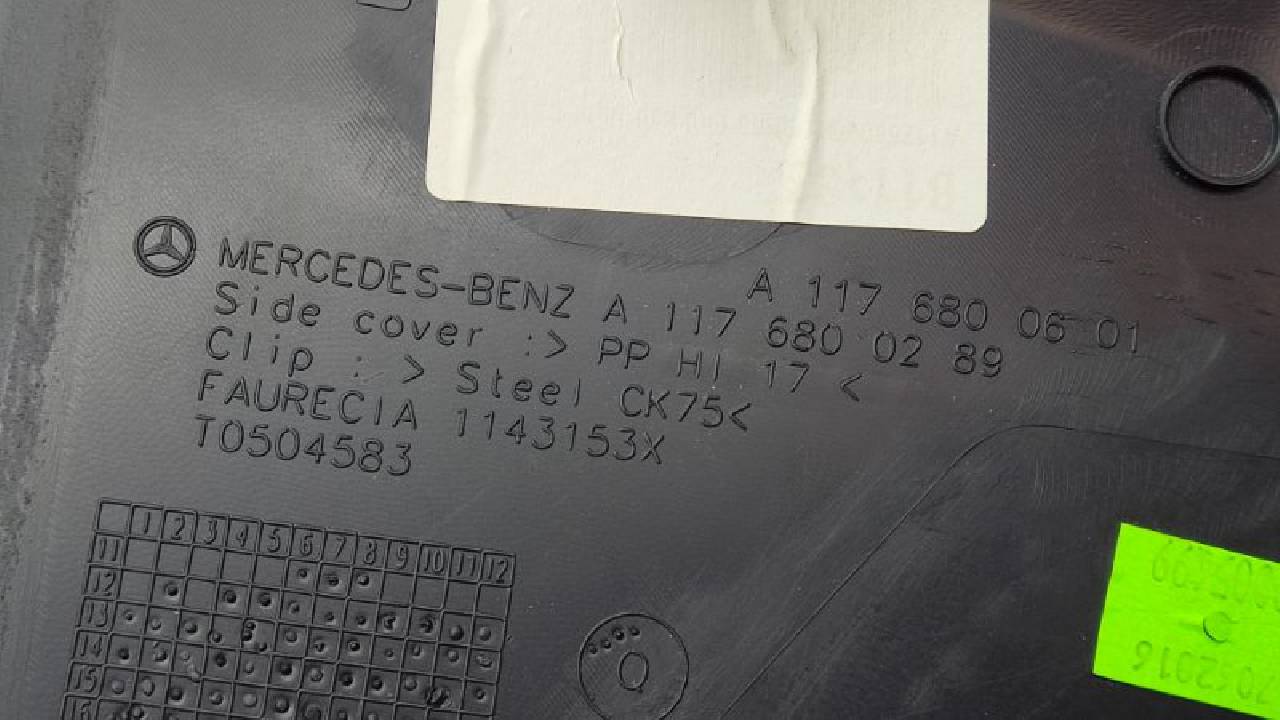 A 117 680 06 01
MERCEDES-BENZ A 117 680 02 89
Side cover :> PP HI 17 <
Clip : > Steel CK75<
FAURECIA 1143153X
T0504583
1 2 3 4 5 6 7 8 9 10 11 12
11
12
13
14
15
16